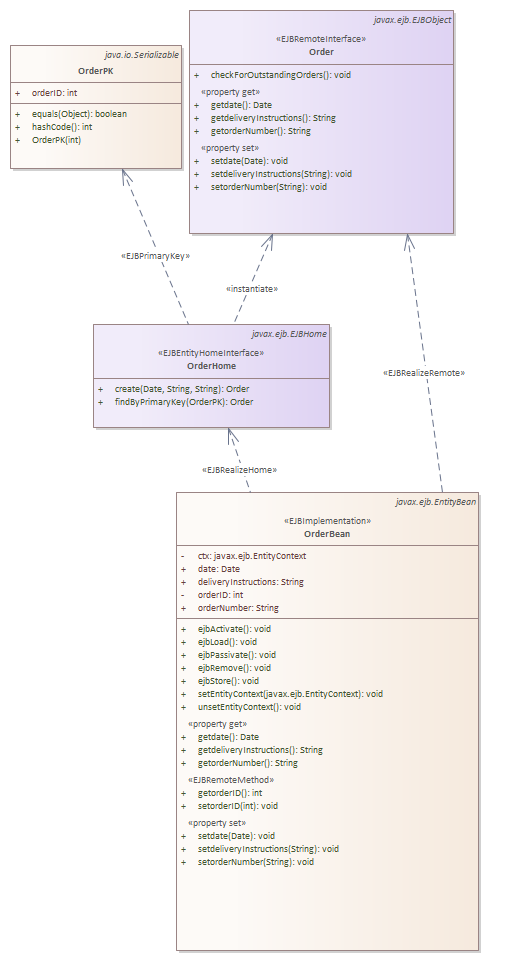 java.io.Serializable
OrderPK
+ orderID: int
+ equals(Object): boolean
+ hashCode(): int
+ OrderPK(int)
javax.ejb.EJBObject
«EJBRemoteInterface»
Order
+ checkForOutstandingOrders(): void
«property get»
+ getdate(): Date
+ getdeliveryInstructions(): String
+ getorderNumber(): String
«property set»
+ setdate(Date): void
+ setdeliveryInstructions(String): void
+ setorderNumber(String): void
«EJBPrimaryKey»
«instantiate»
javax.ejb.EJBHome
«EJBEntityHomeInterface»
OrderHome
+ create(Date, String, String): Order
+ findByPrimaryKey(OrderPK): Order
«EJBRealizeRemote»
«EJBRealizeHome»
javax.ejb.EntityBean
«EJBImplementation»
OrderBean
- ctx: javax.ejb.EntityContext
+ date: Date
+ deliveryInstructions: String
- orderID: int
+ orderNumber: String
+ ejbActivate(): void
+ ejbLoad(): void
+ ejbPassivate(): void
+ ejbRemove(): void
+ ejbStore(): void
+ setEntityContext(javax.ejb.EntityContext): void
+ unsetEntityContext(): void
«property get»
+ getdate(): Date
+ getdeliveryInstructions(): String
+ getorderNumber(): String
«EJBRemoteMethod»
+ getorderID(): int
+ setorderID(int): void
«property set»
+ setdate(Date): void
+ setdeliveryInstructions(String): void
+ setorderNumber(String): void